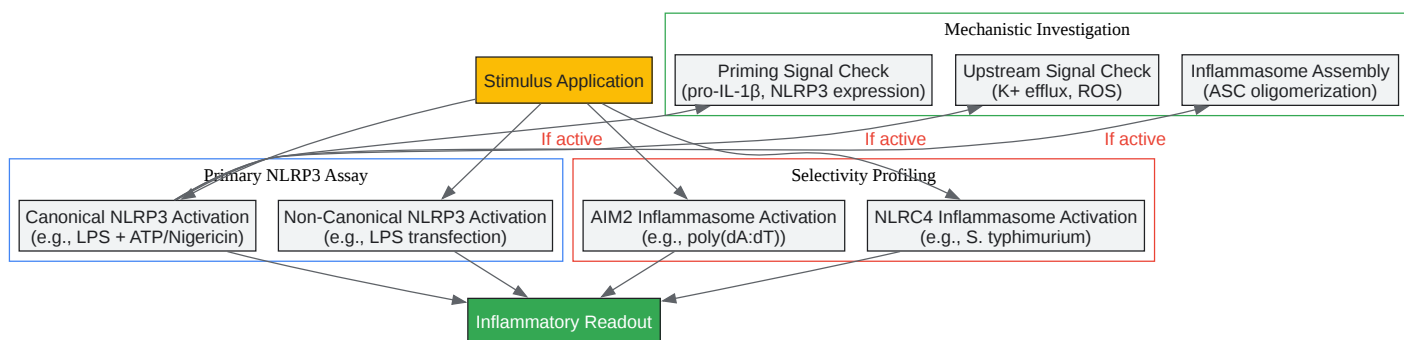 Mechanistic Investigation
Stimulus Application
Priming Signal Check
(pro-IL-1β, NLRP3 expression)
Upstream Signal Check
(K+ efflux, ROS)
Inflammasome Assembly
(ASC oligomerization)
If active
If active
If active
Primary NLRP3 Assay
Selectivity Profiling
Canonical NLRP3 Activation
(e.g., LPS + ATP/Nigericin)
Non-Canonical NLRP3 Activation
(e.g., LPS transfection)
AIM2 Inflammasome Activation
(e.g., poly(dA:dT))
NLRC4 Inflammasome Activation
(e.g., S. typhimurium)
Inflammatory Readout